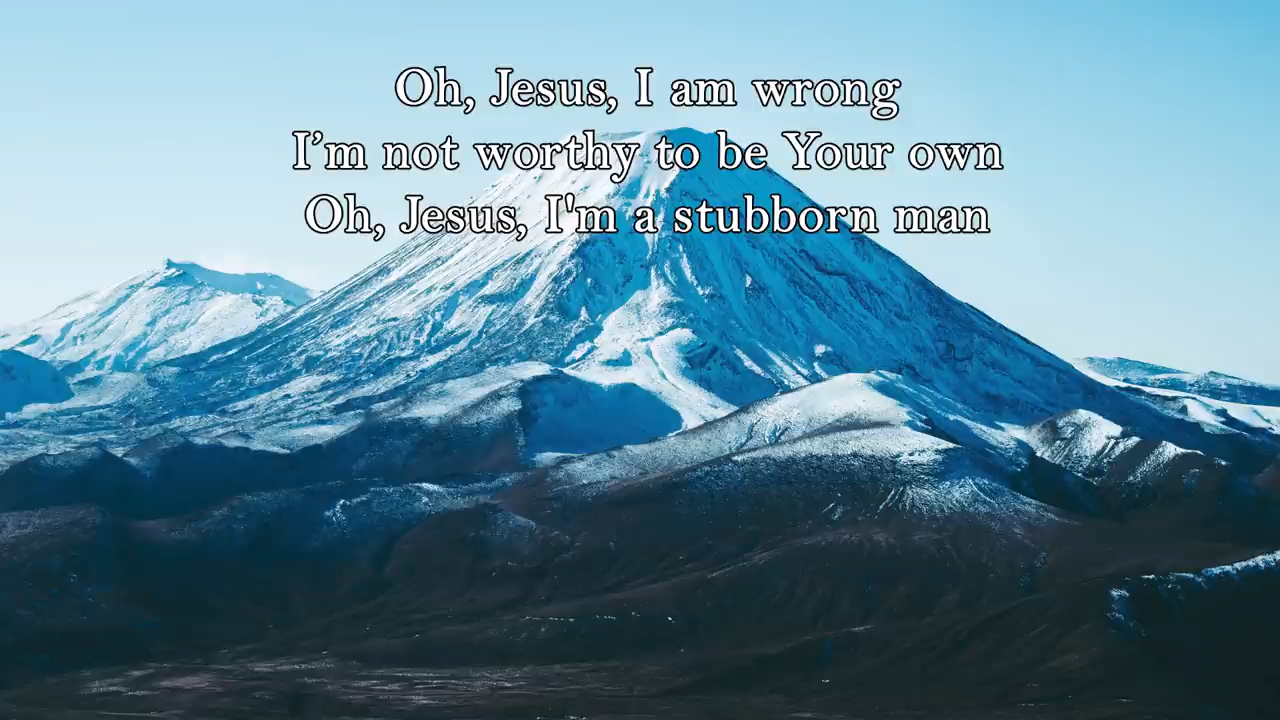 Oh, Jesus, I am wrong
I’m not worthy to be Your own
Oh, Jesus, I'm a stubborn man